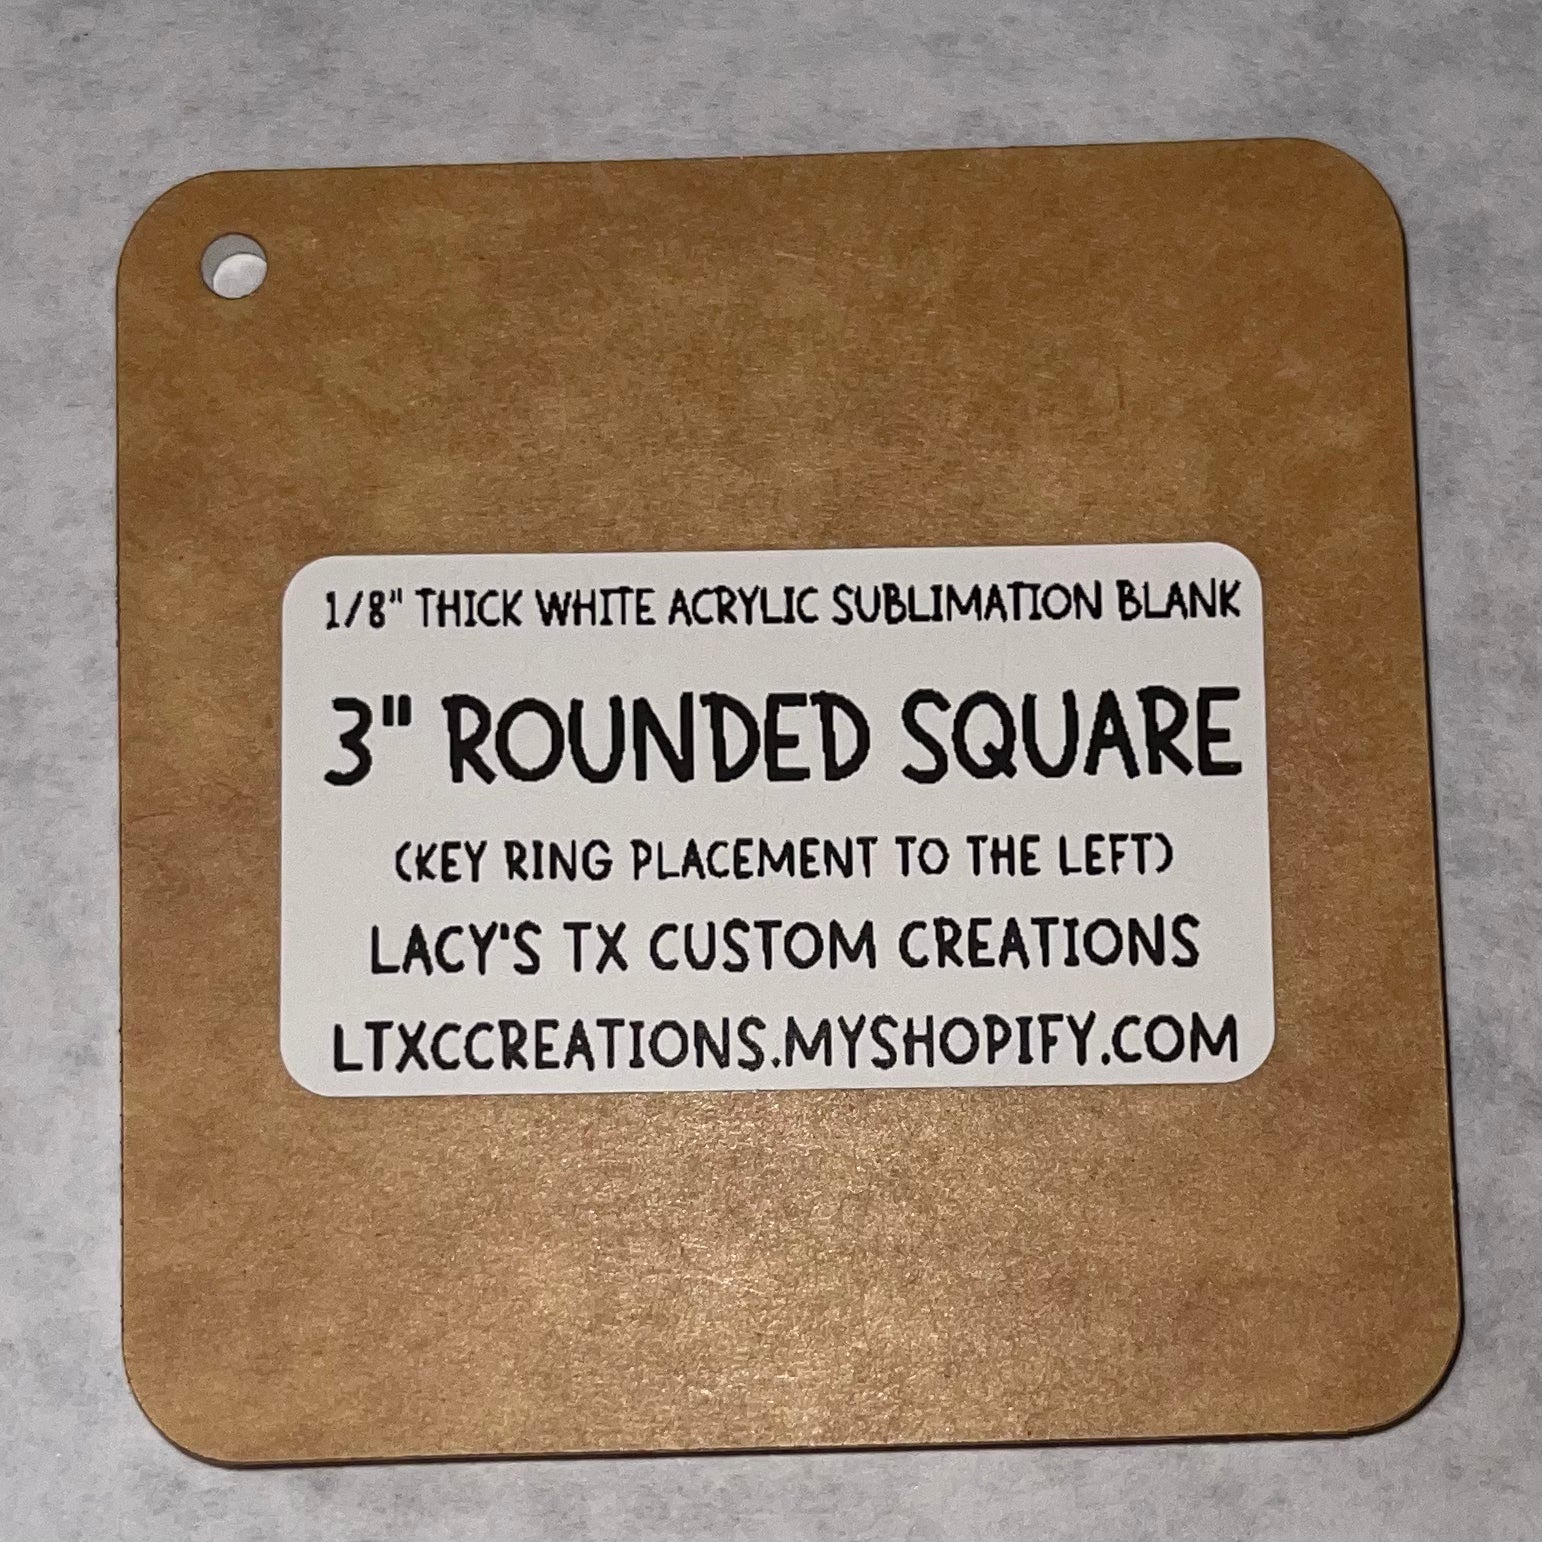 1/8" THICK WHITE ACRYLIC SUBLIMATION BLANK
3" ROUNDED SQUARE
(KEY RING PLACEMENT TO THE LEFT)
LACY'S TX CUSTOM CREATIONS
LTXCCREATIONS.MYSHOPIFY.COM